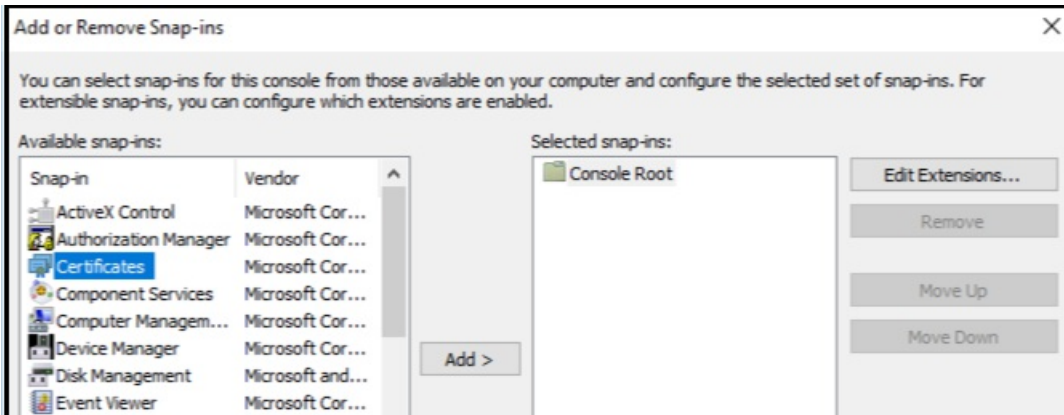 Add or Remove Snap-ins
You can select snap-ins for this console from those available on your computer and configure the selected set of snap-ins. For
extensible snap-ins, you can configure which extensions are enabled.
Available snap-ins:
Selected snap-ins:
Snap-in Vendor
ActiveX Control Microsoft Cor...
Authorization Manager Microsoft Cor...
Certificates Microsoft Cor...
Component Services Microsoft Cor...
Computer Managem... Microsoft Cor...
Device Manager Microsoft Cor...
Disk Management Microsoft and...
Event Viewer Microsoft Cor...
Add >
Console Root
Edit Extensions...
Remove
Move Up
Move Down